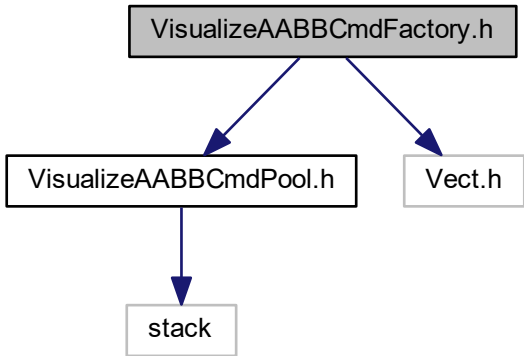 VisualizeAABBCmdFactory.h
VisualizeAABBCmdPool.h
Vect.h
stack